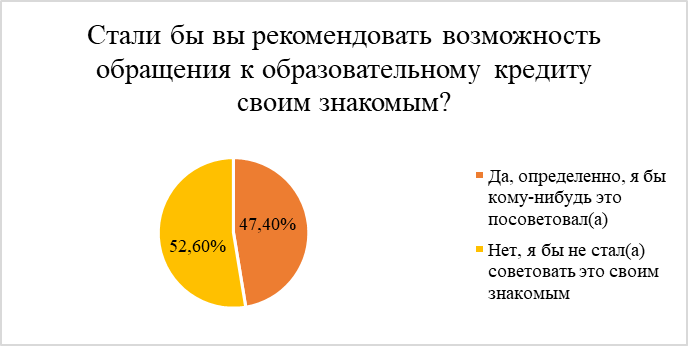 Стали бы вы рекомендовать возможность
обращения к образовательному кредиту
своим знакомым?
47,40%
52,60%
Да, определенно, я бы
кому-нибудь это
посоветовал(а)
Нет, я бы не стал(а)
советовать это своим
знакомым